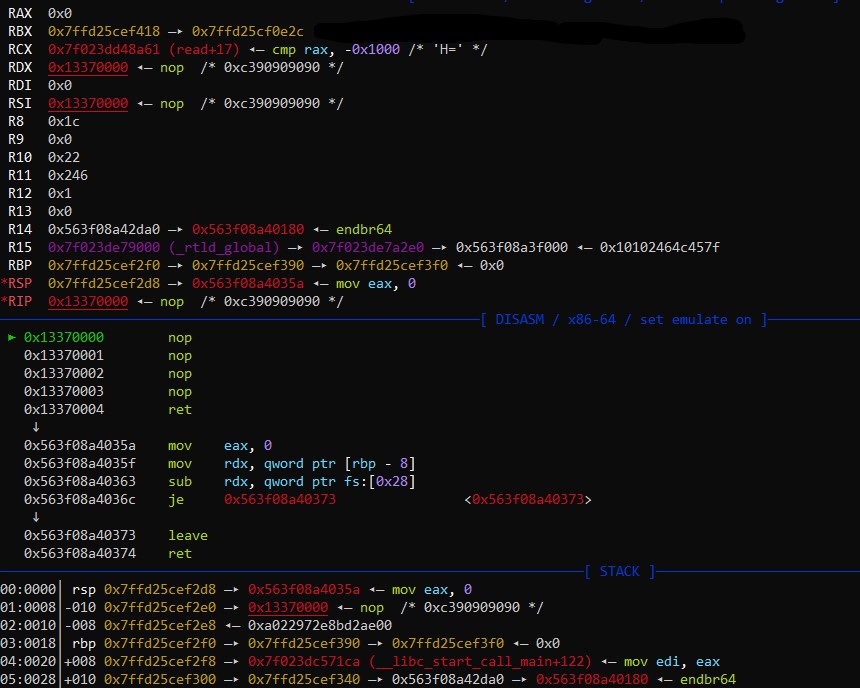 RAX  0x0
RBX  0x7ffd25cef418 —▸ 0x7ffd25cf0e2c
RCX  0x7f023dd48a61 (read+17) ◂— cmp rax, -0x1000 /* 'H=' */
RDX  0x13370000 ◂— nop  /* 0xc390909090 */
RDI  0x0
RSI  0x13370000 ◂— nop  /* 0xc390909090 */
R8   0x1c
R9   0x0
R10  0x22
R11  0x246
R12  0x1
R13  0x0
R14  0x563f08a42da0 —▸ 0x563f08a40180 ◂— endbr64
R15  0x7f023de79000 (_rtld_global) —▸ 0x7f023de7a2e0 —▸ 0x563f08a3f000 ◂— 0x10102464c457f
RBP  0x7ffd25cef2f0 —▸ 0x7ffd25cef390 —▸ 0x7ffd25cef3f0 ◂— 0x0
*RSP  0x7ffd25cef2d8 —▸ 0x563f08a4035a ◂— mov eax, 0
*RIP  0x13370000 ◂— nop  /* 0xc390909090 */
[ DISASM / x86-64 / set emulate on ]
► 0x13370000 nop
0x13370001 nop
0x13370002 nop
0x13370003 nop
0x13370004 ret
↓
0x563f08a4035a mov eax, 0
0x563f08a4035f mov rdx, qword ptr [rbp - 8]
0x563f08a40363 sub rdx, qword ptr fs:[0x28]
0x563f08a4036c je 0x563f08a40373 <0x563f08a40373>
↓
0x563f08a40373 leave
0x563f08a40374 ret
[ STACK ]
00:0000│ rsp 0x7ffd25cef2d8 —▸ 0x563f08a4035a ◂— mov eax, 0
01:0008│-010 0x7ffd25cef2e0 —▸ 0x13370000 ◂— nop  /* 0xc390909090 */
02:0010│-008 0x7ffd25cef2e8 ◂— 0xa022972e8bd2ae00
03:0018│ rbp 0x7ffd25cef2f0 —▸ 0x7ffd25cef390 —▸ 0x7ffd25cef3f0 ◂— 0x0
04:0020│+008 0x7ffd25cef2f8 —▸ 0x7f023dc571ca (__libc_start_call_main+122) ◂— mov edi, eax
05:0028│+010 0x7ffd25cef300 —▸ 0x7ffd25cef340 —▸ 0x563f08a42da0 —▸ 0x563f08a40180 ◂— endbr64